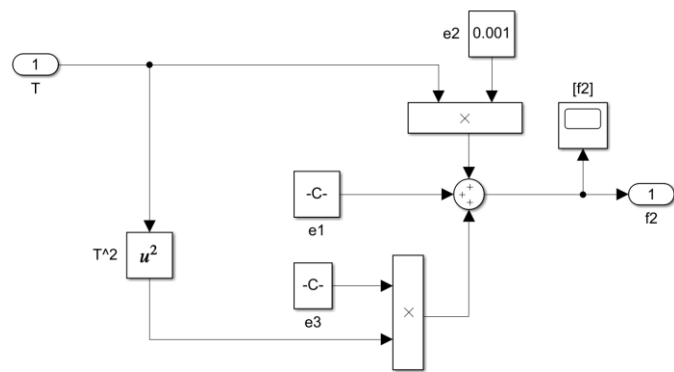 e2
0.001
1
T
[f2]
×
-C-
e1
+
+
+
1
f2
T^2
u²
-C-
e3
×